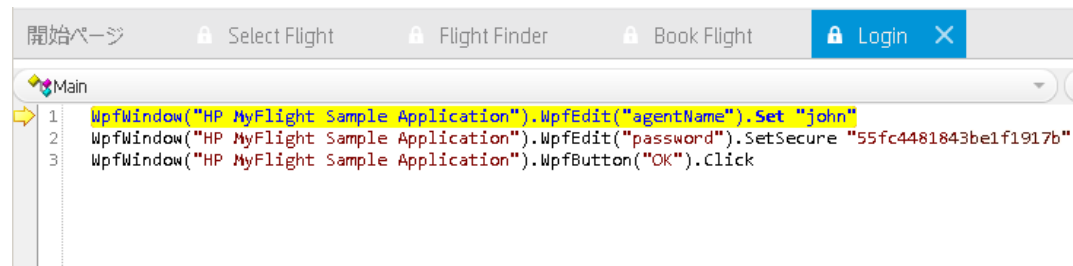 開始ページ Select Flight Flight Finder Book Flight Login
Main
1 WpfWindow("HP MyFlight Sample Application").WpfEdit("agentName").Set "john"
2 WpfWindow("HP MyFlight Sample Application").WpfEdit("password").SetSecure "55fc4481843be1f1917b"
3 WpfWindow("HP MyFlight Sample Application").WpfButton("OK").Click